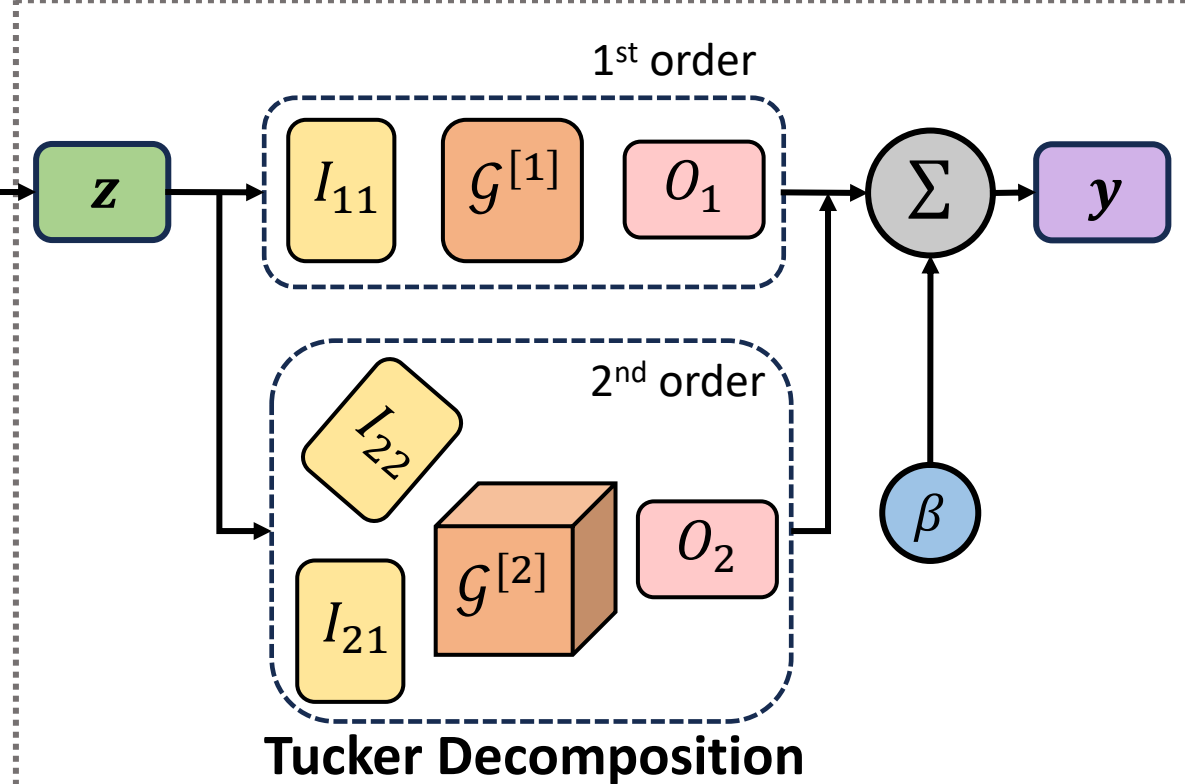 1st order
z
I11
𝒢[1]
O1
Σ
y
2nd order
I22
𝒢[2]
O2
β
I21
Tucker Decomposition